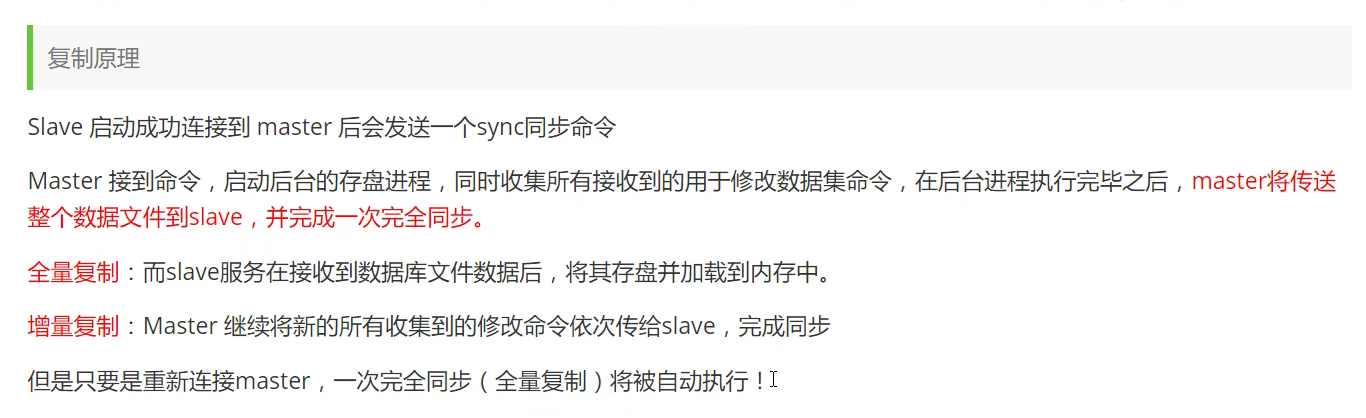 复制原理
Slave 启动成功连接到 master 后会发送一个sync同步命令
Master 接到命令，启动后台的存盘进程，同时收集所有接收到的用于修改数据集命令，在后台进程执行完毕之后，master将传送
整个数据文件到slave，并完成一次完全同步。
全量复制：而slave服务在接收到数据库文件数据后，将其存盘并加载到内存中。
增量复制：Master 继续将新的所有收集到的修改命令依次传给slave，完成同步
但是只要是重新连接master，一次完全同步（全量复制）将被自动执行！